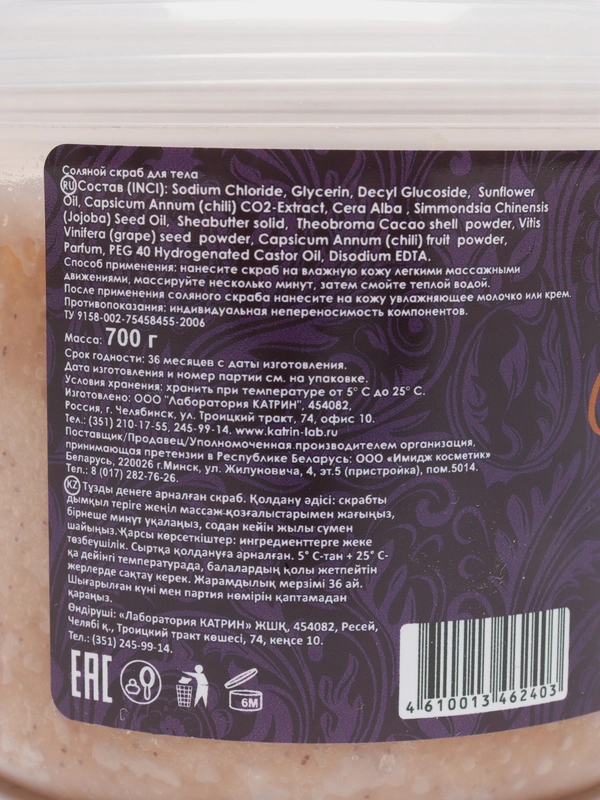 Соляной скраб для тела
RU Состав (INCI): Sodium Chloride, Glycerin, Decyl Glucoside, Sunflower
Oil, Capsicum Annum (chili) CO2-Extract, Cera Alba , Simmondsia Chinensis
(Jojoba) Seed Oil, Sheabutter solid, Theobroma Cacao shell powder, Vitis
Vinifera (grape) seed powder, Capsicum Annum (chili) fruit powder,
Parfum, PEG 40 Hydrogenated Castor Oil, Disodium EDTA.
Способ применения: нанесите скраб на влажную кожу легкими массажными
движениями, массируйте несколько минут, затем смойте теплой водой.
После применения соляного скраба нанесите на кожу увлажняющее молочко или крем.
Противопоказания: индивидуальная непереносимость компонентов.
ТУ 9158-002-75458455-2006
Масса: 700 г
Срок годности: 36 месяцев с даты изготовления.
Дата изготовления и номер партии см. на упаковке.
Условия хранения: хранить при температуре от 5° С до 25° С.
Изготовлено: ООО "Лаборатория КАТРИН", 454082,
Россия, г. Челябинск, ул. Троицкий тракт, 74, офис 10.
Тел.: (351) 210-17-55, 245-99-14. www.katrin-lab.ru
Поставщик/Продавец/Уполномоченная производителем организация,
принимающая претензии в Республике Беларусь: ООО «Имидж косметик»
Беларусь, 220026 г.Минск, ул. Жилуновича, 4, эт.5 (пристройка), пом.5014.
Тел.: 8 (017) 282-76-26.
KZ Тұзды денеге арналған скраб. Қолдану әдісі: скрабты
дымқыл теріге жеңіл массаж қозғалыстарымен жағыңыз,
бірнеше минут уқалаңыз, содан кейін жылы сумен
шайыңыз.Қарсы көрсеткіштер: ингредиенттерге жеке
төзбеушілік. Сыртқа қолдануға арналған. 5° С-тан + 25° С-
қа дейінгі температурада, балалардың қолы жетпейтін
жерлерде сақтау керек. Жарамдылық мерзімі 36 ай.
Шығарылған күні мен партия нөмірін қаптамадан
қараңыз.
Өндіруші: «Лаборатория КАТРИН» ЖШҚ, 454082, Ресей,
Челябі қ., Троицкий тракт көшесі, 74, кеңсе 10.
Тел.: (351) 245-99-14.
ЕАС
6M
4 610013 462403